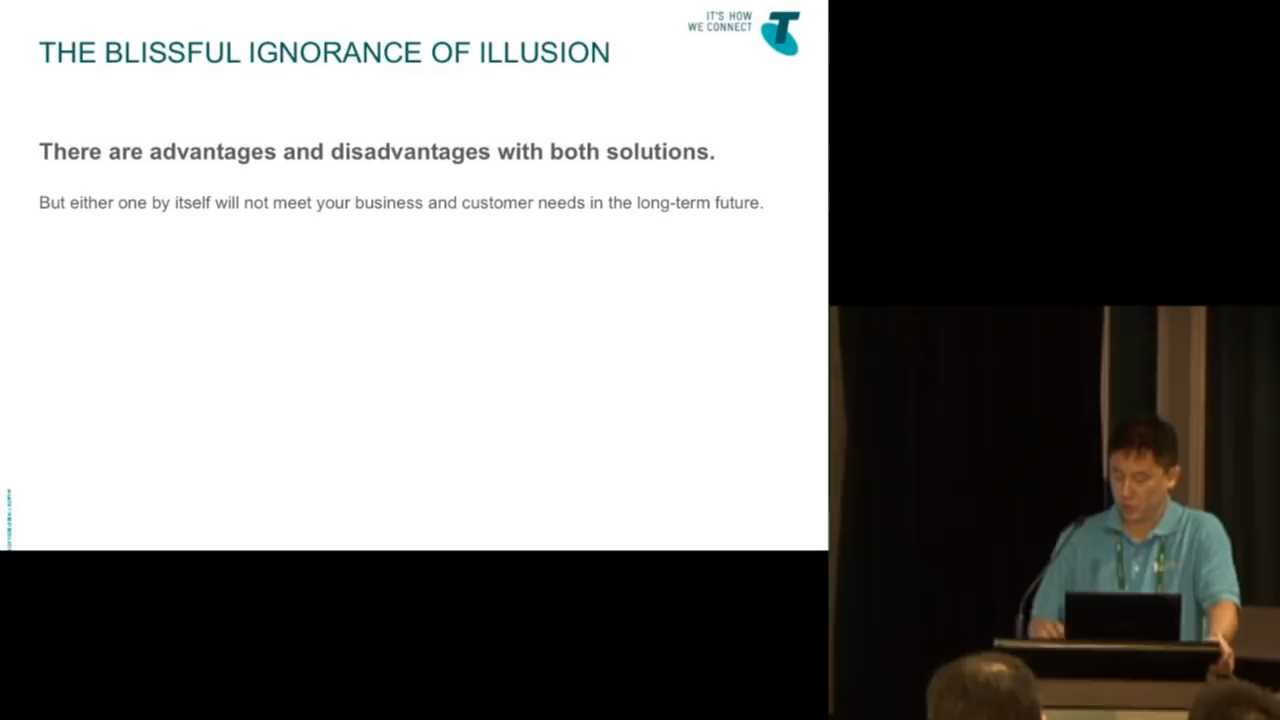 IT'S HOW
WE CONNECT
THE BLISSFUL IGNORANCE OF ILLUSION
There are advantages and disadvantages with both solutions.
But either one by itself will not meet your business and customer needs in the long-term future.